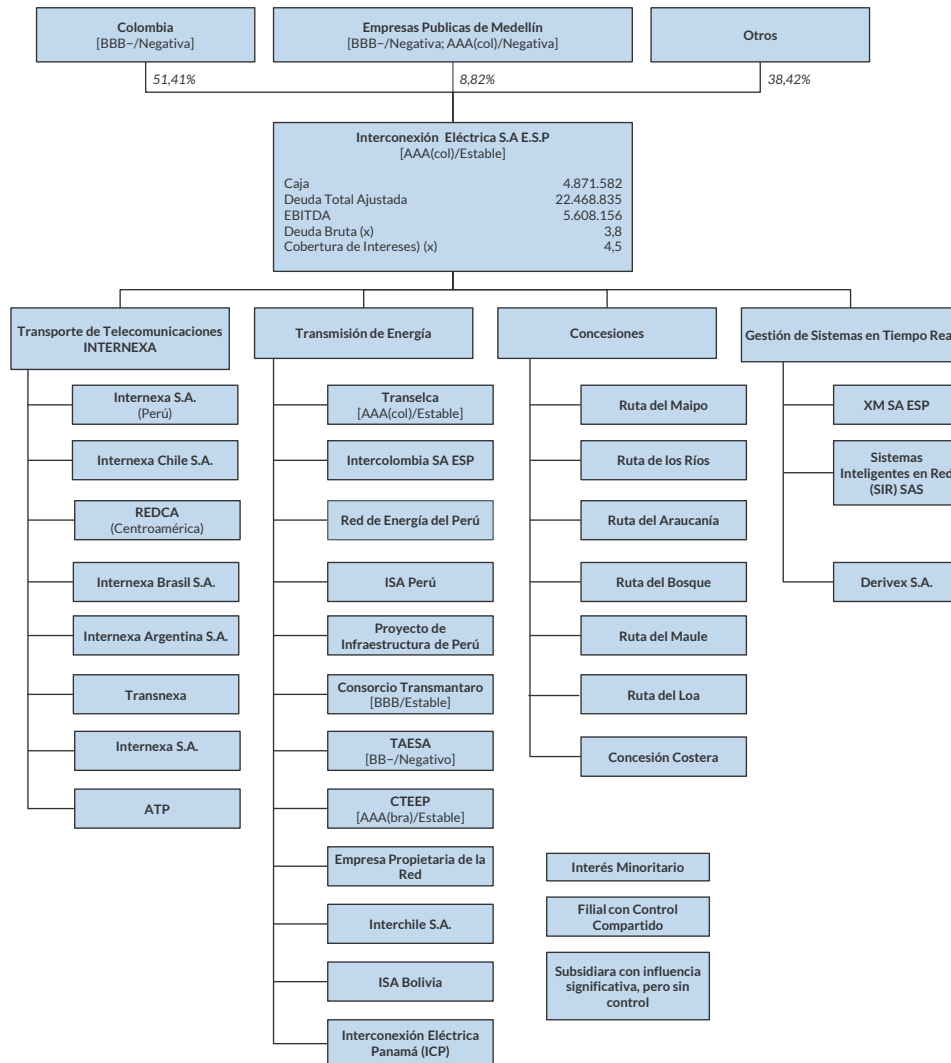 Colombia
[BBB−/Negativa]
Empresas Publicas de Medellín
[BBB−/Negativa; AAA(col)/Negativa]
Otros
51,41%
8,82%
38,42%
Interconexión Eléctrica S.A E.S.P
[AAA(col)/Estable]
Caja 4.871.582
Deuda Total Ajustada 22.468.835
EBITDA 5.608.156
Deuda Bruta (x) 3,8
Cobertura de Intereses) (x) 4,5
Transporte de Telecomunicaciones
INTERNEXA
Internexa S.A.
(Perú)
Internexa Chile S.A.
REDCA
(Centroamérica)
Internexa Brasil S.A.
Internexa Argentina S.A.
Transnexa
Internexa S.A.
ATP
Transmisión de Energía
Transelca
[AAA(col)/Estable]
Intercolombia SA ESP
Red de Energía del Perú
ISA Perú
Proyecto de
Infraestructura de Perú
Consorcio Transmantaro
[BBB/Estable]
TAESA
[BB−/Negativo]
CTEEP
[AAA(bra)/Estable]
Empresa Propietaria de la
Red
Interchile S.A.
ISA Bolivia
Interconexión Eléctrica
Panamá (ICP)
Concesiones
Ruta del Maipo
Ruta de los Ríos
Ruta del Araucanía
Ruta del Bosque
Ruta del Maule
Ruta del Loa
Concesión Costera
Gestión de Sistemas en Tiempo Rea
XM SA ESP
Sistemas
Inteligentes en Red
(SIR) SAS
Derivex S.A.
Interés Minoritario
Filial con Control
Compartido
Subsidiara con influencia
significativa, pero sin
control